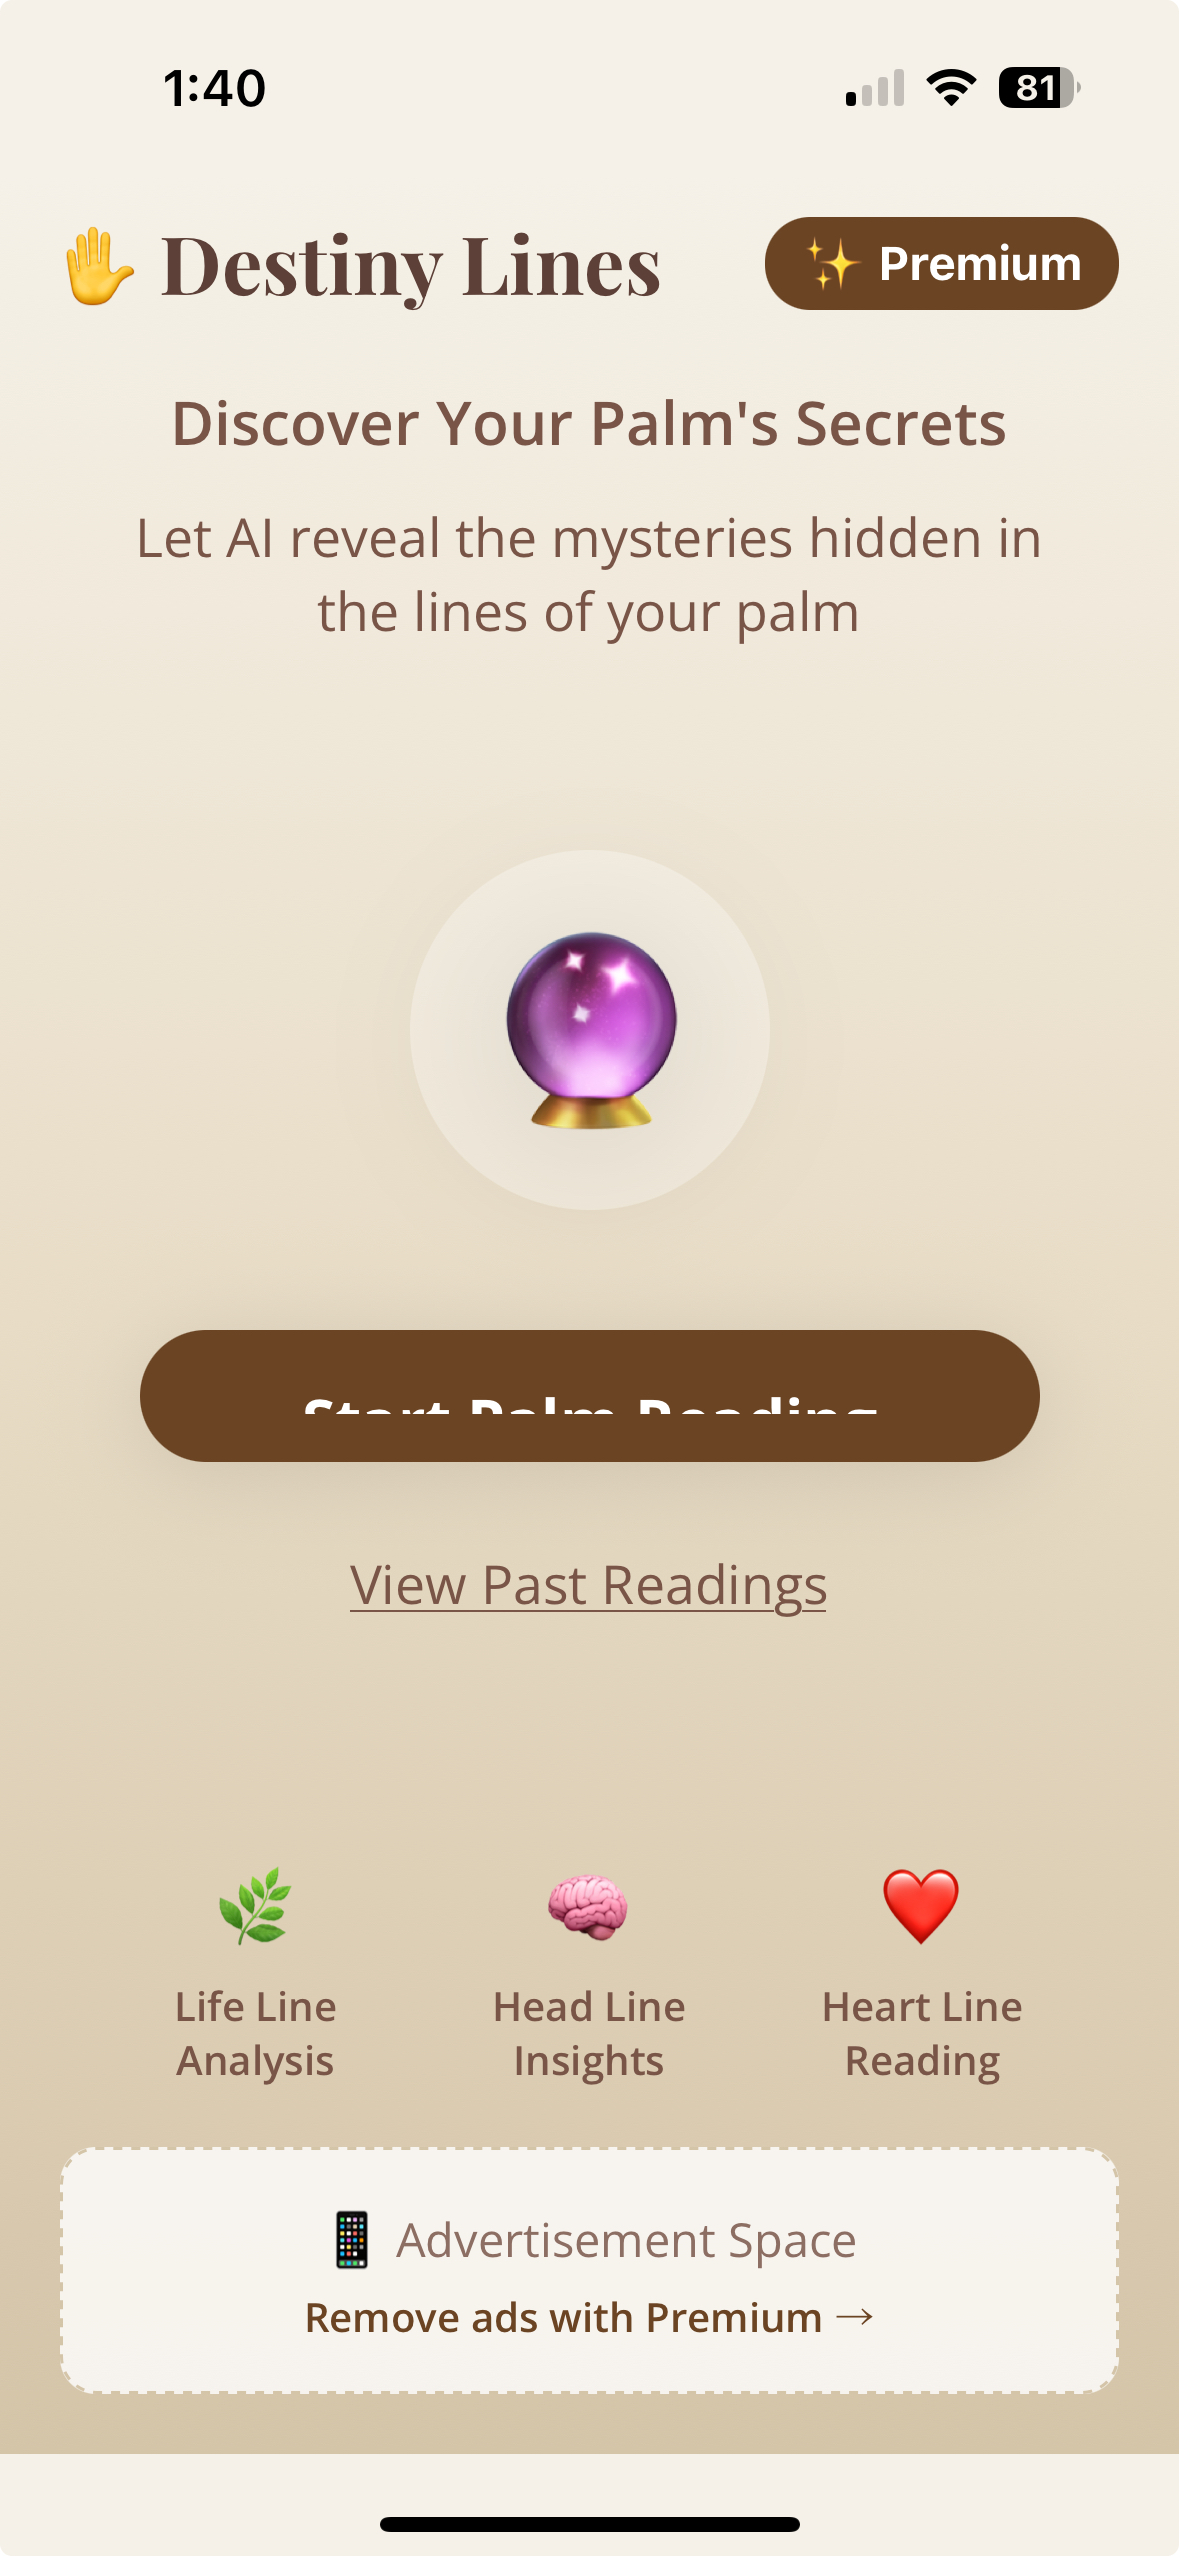 1:40
81
Destiny Lines
Premium
Discover Your Palm's Secrets
Let AI reveal the mysteries hidden in
the lines of your palm
Start Palm Reading
View Past Readings
Life Line
Analysis
Head Line
Insights
Heart Line
Reading
Advertisement Space
Remove ads with Premium →